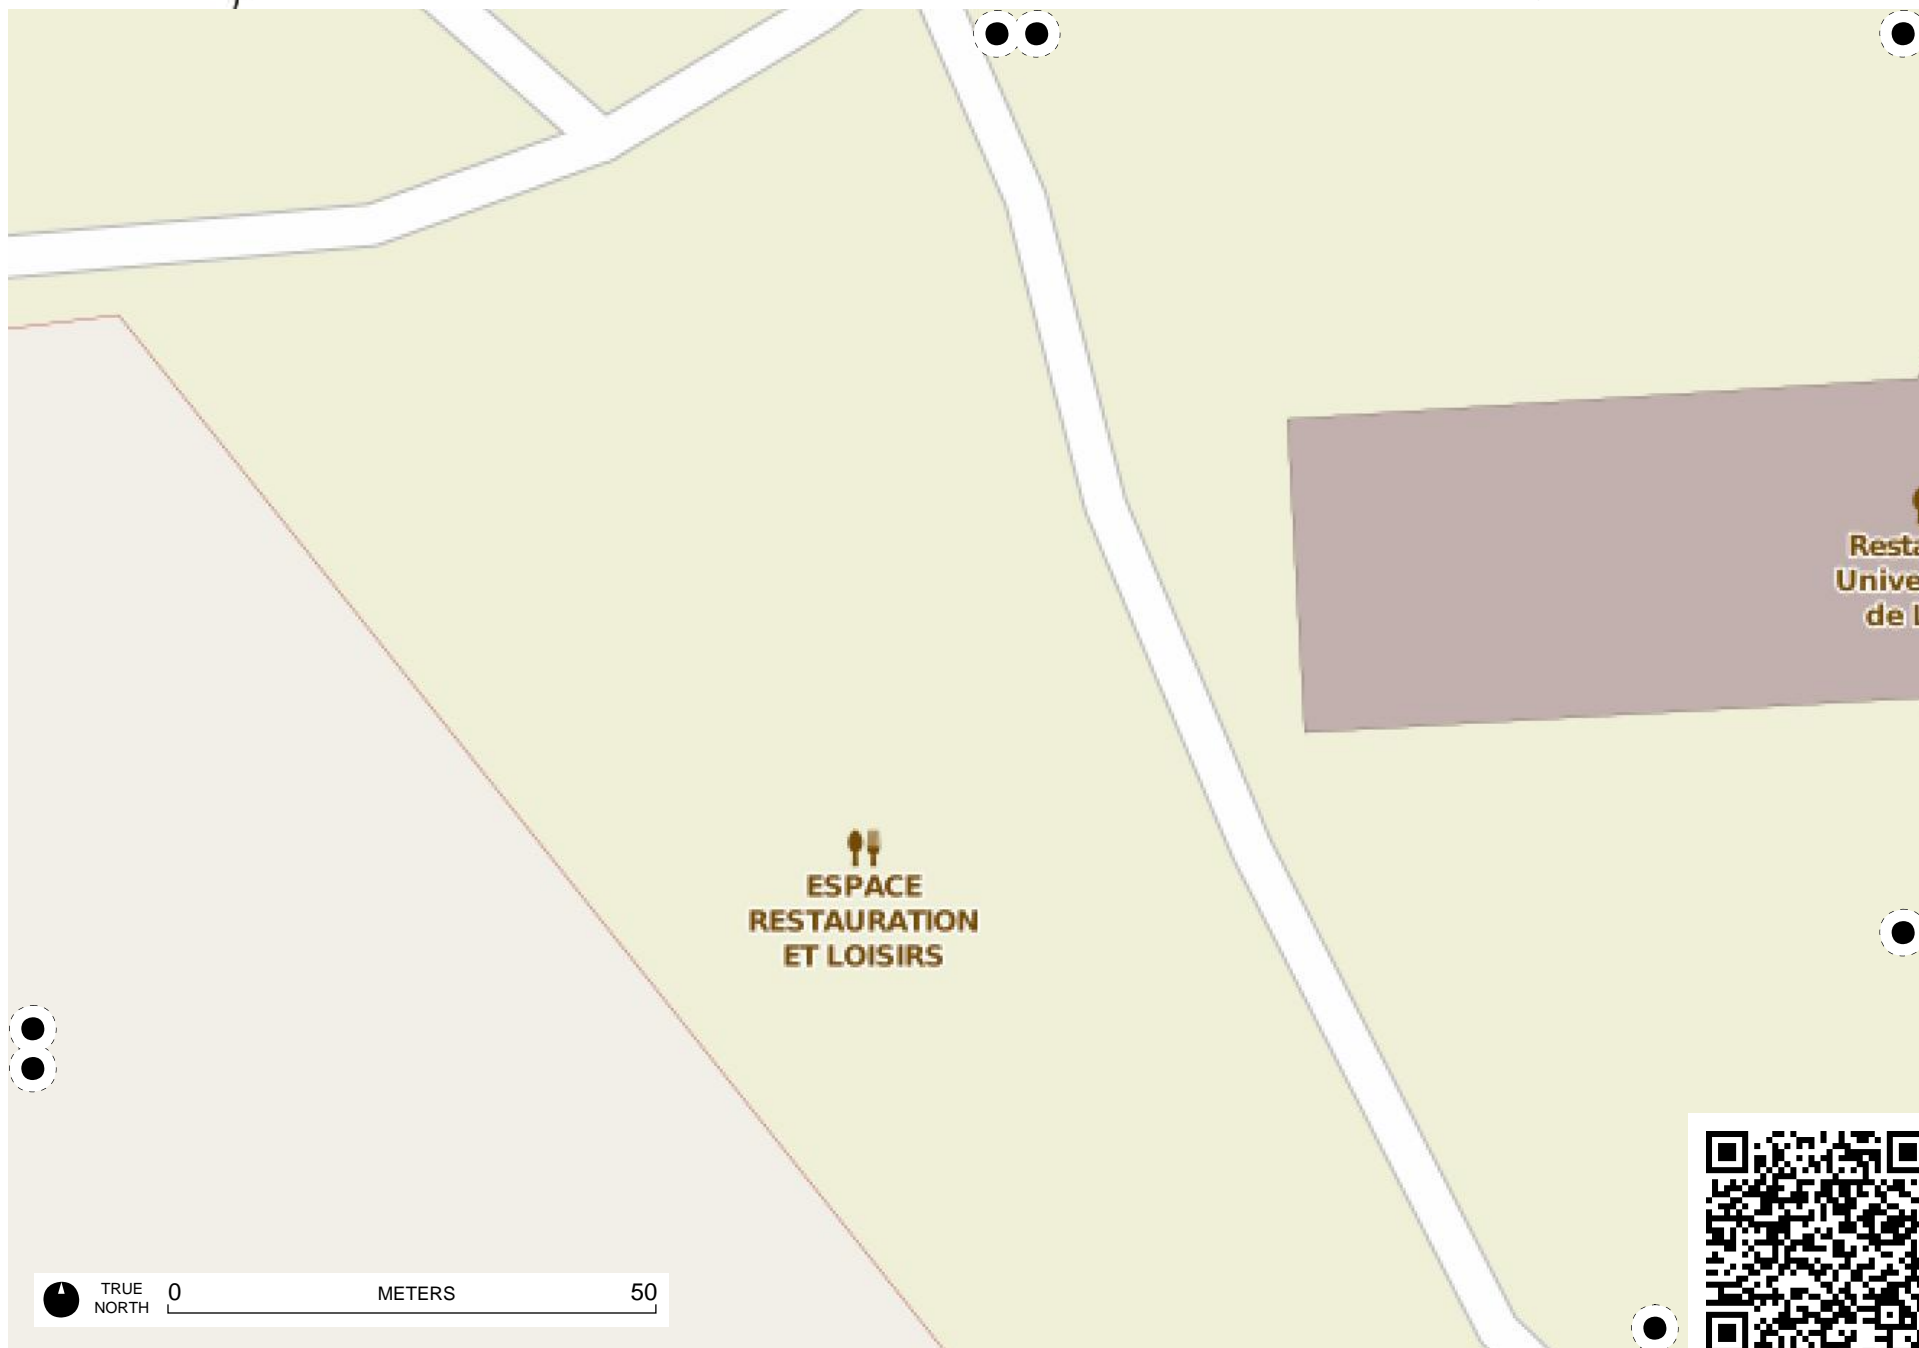 ESPACE
RESTAURATION
ET LOISIRS
TRUE
NORTH
0 METERS 50